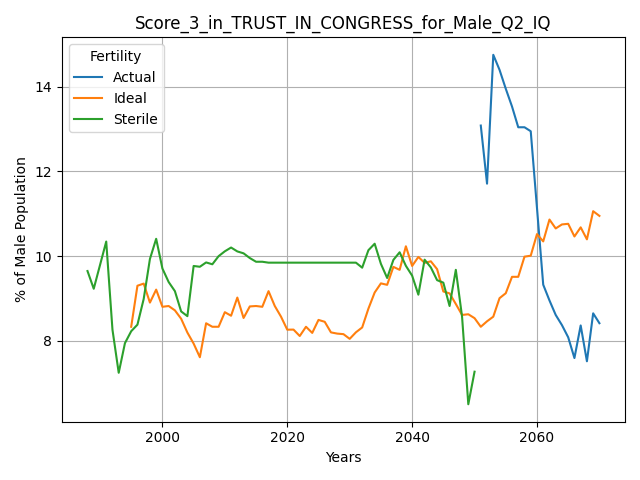 Score_3_in_TRUST_IN_CONGRESS_for_Male_Q2_IQ
Fertility
Actual
Ideal
Sterile
% of Male Population
14
12
10
8
2000
2020
2040
2060
Years